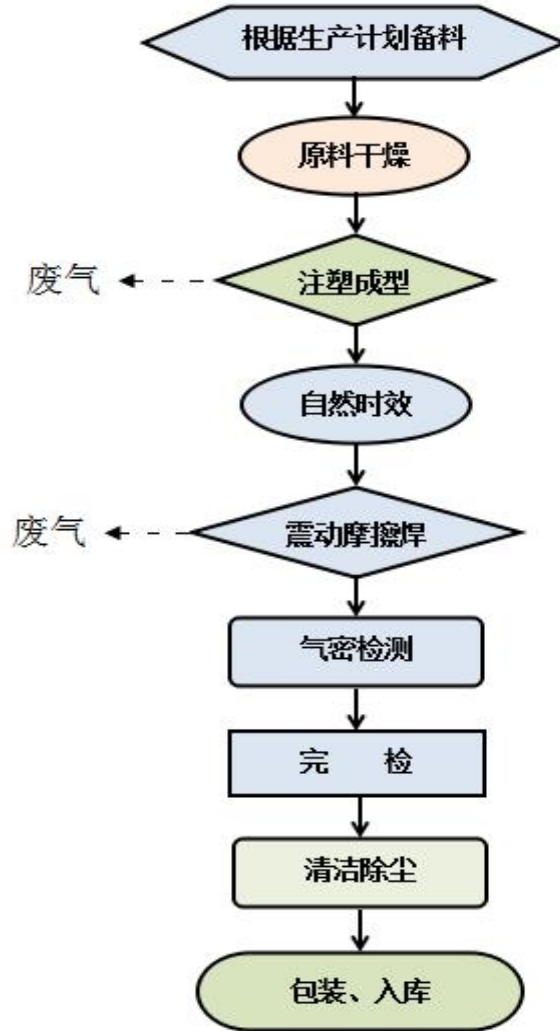 根据生产计划备料
原料干燥
废气
注塑成型
自然时效
废气
震动摩擦焊
气密检测
完 检
清洁除尘
包装、入库